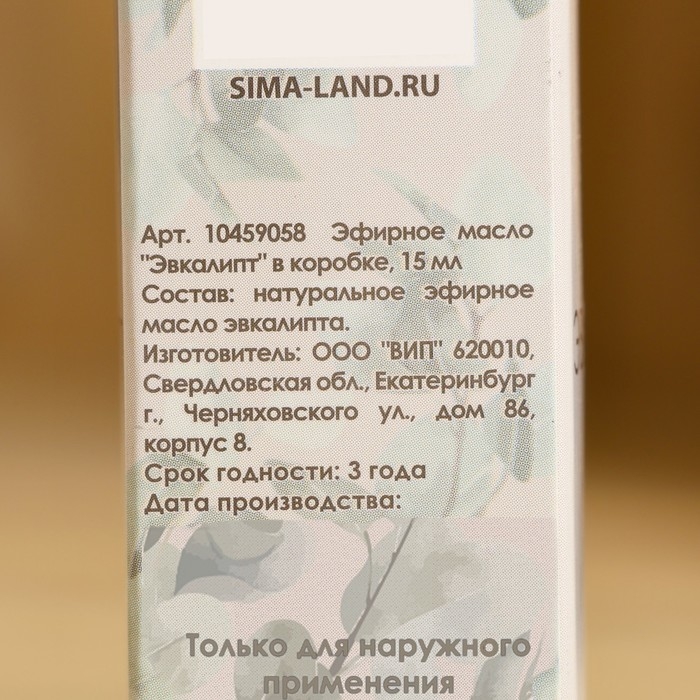 SIMA-LAND.RU
Арт. 10459058 Эфирное масло
"Эвкалипт" в коробке, 15 мл
Состав: натуральное эфирное
масло эвкалипта.
Изготовитель: ООО "ВИП" 620010,
Свердловская обл., Екатеринбург
г., Черняховского ул., дом 86,
корпус 8.
Срок годности: 3 года
Дата производства:
Только для наружного
применения